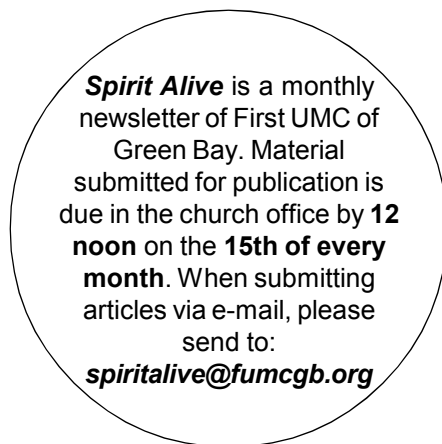 Spirit Alive is a monthly
newsletter of First UMC of
Green Bay. Material
submitted for publication is
due in the church office by 12
noon on the 15th of every
month. When submitting
articles via e-mail, please
send to:
spiritalive@fumcgb.org